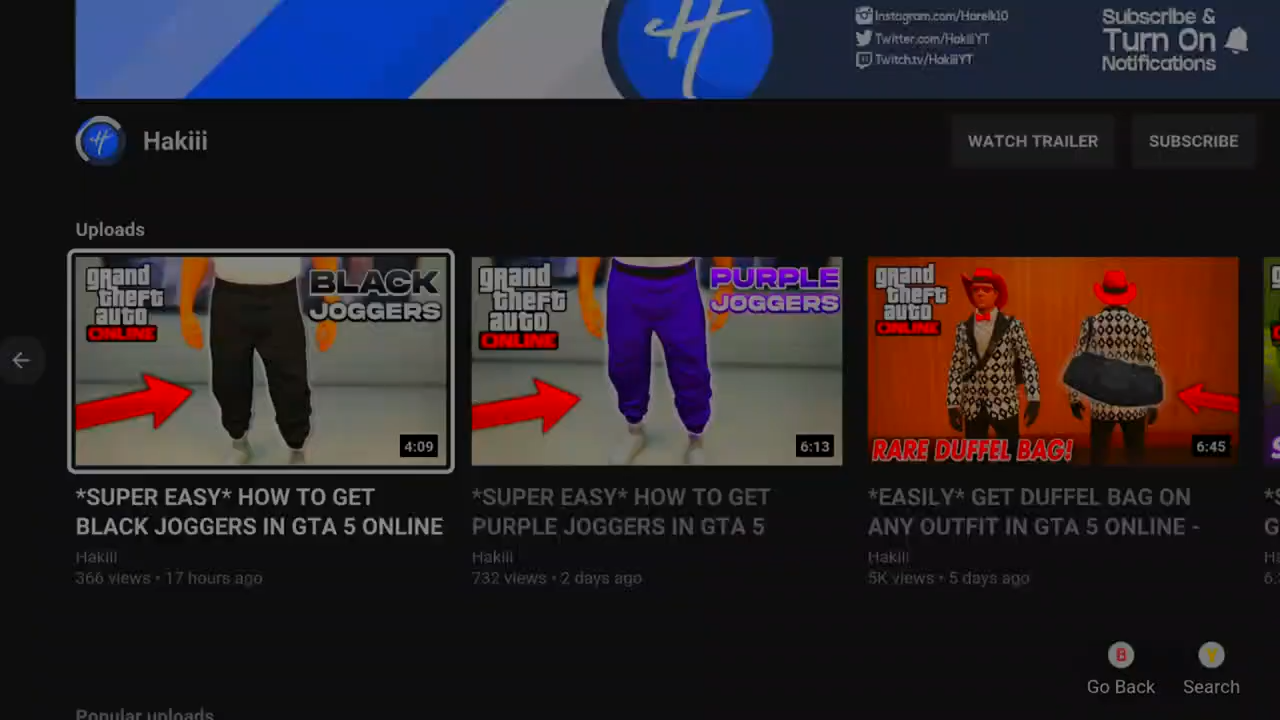 Instagram.com/Harelk10
Twitter.com/HakiiiYT
Twitch.tv/HakiiiYT
Subscribe &
Turn On
Notifications
H
Hakiii
WATCH TRAILER
SUBSCRIBE
Uploads
grand
theft
auto
ONLINE
BLACK
JOGGERS
4:09
grand
theft
auto
ONLINE
PURPLE
JOGGERS
6:13
grand
theft
auto
ONLINE
RARE DUFFEL BAG!
6:45
*SUPER EASY* HOW TO GET
BLACK JOGGERS IN GTA 5 ONLINE
Hakiii
366 views • 17 hours ago
*SUPER EASY* HOW TO GET
PURPLE JOGGERS IN GTA 5
Hakiii
732 views • 2 days ago
*EASILY* GET DUFFEL BAG ON
ANY OUTFIT IN GTA 5 ONLINE -
Hakiii
5K views • 5 days ago
B
Go Back
Y
Search
Popular uploads